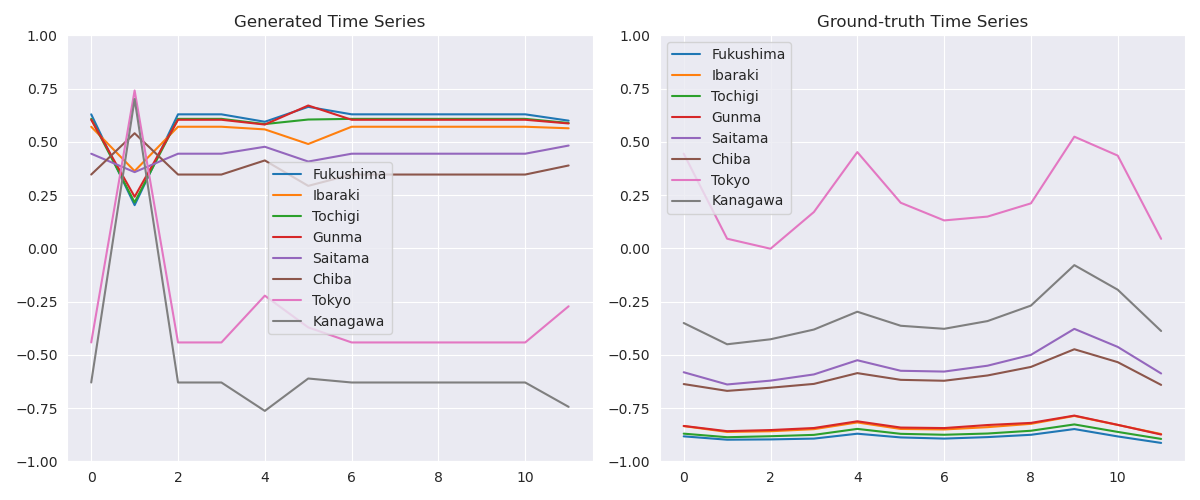 Generated Time Series
1.00
0.75
0.50
0.25
0.00
−0.25
−0.50
−0.75
−1.00
0 2 4 6 8 10
Fukushima
Ibaraki
Tochigi
Gunma
Saitama
Chiba
Tokyo
Kanagawa
Ground-truth Time Series
1.00
0.75
0.50
0.25
0.00
−0.25
−0.50
−0.75
−1.00
0 2 4 6 8 10
Fukushima
Ibaraki
Tochigi
Gunma
Saitama
Chiba
Tokyo
Kanagawa